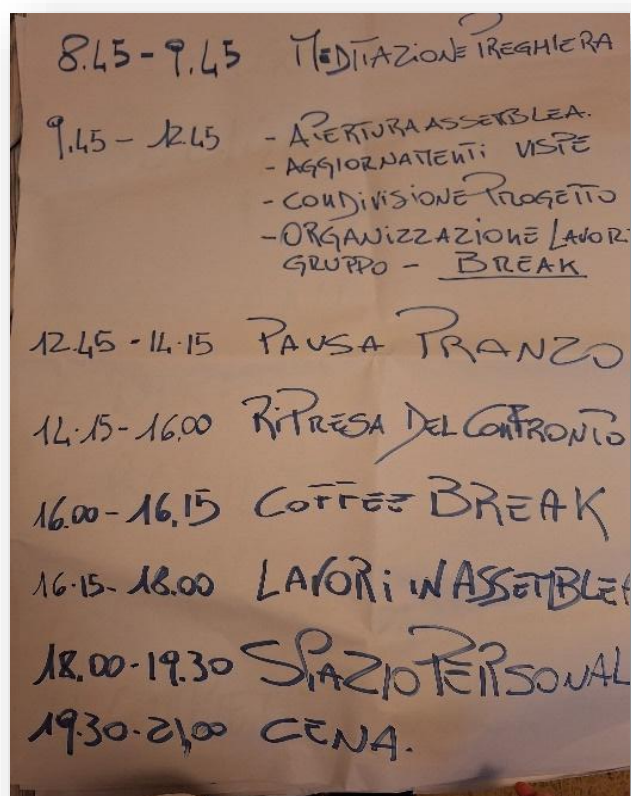 8.45 - 9.45 MEDITAZIONE PREGHIERA
9.45 - 12.45 - APERTURA ASSEMBLEA.
- AGGIORNAMENTI VISITE
- CONDIVISIONE PROGETTO
- ORGANIZZAZIONE LAVORI
GRUPPO - BREAK
12.45 - 14.15 PAUSA PRANZO
14.15 - 16.00 RIPRESA DEL CONFRONTO
16.00 - 16.15 COFFEE BREAK
16.15 - 18.00 LAVORI IN ASSEMBLEA
18.00 - 19.30 SPAZIO PERSONAL
19.30 - 21,00 CENA.